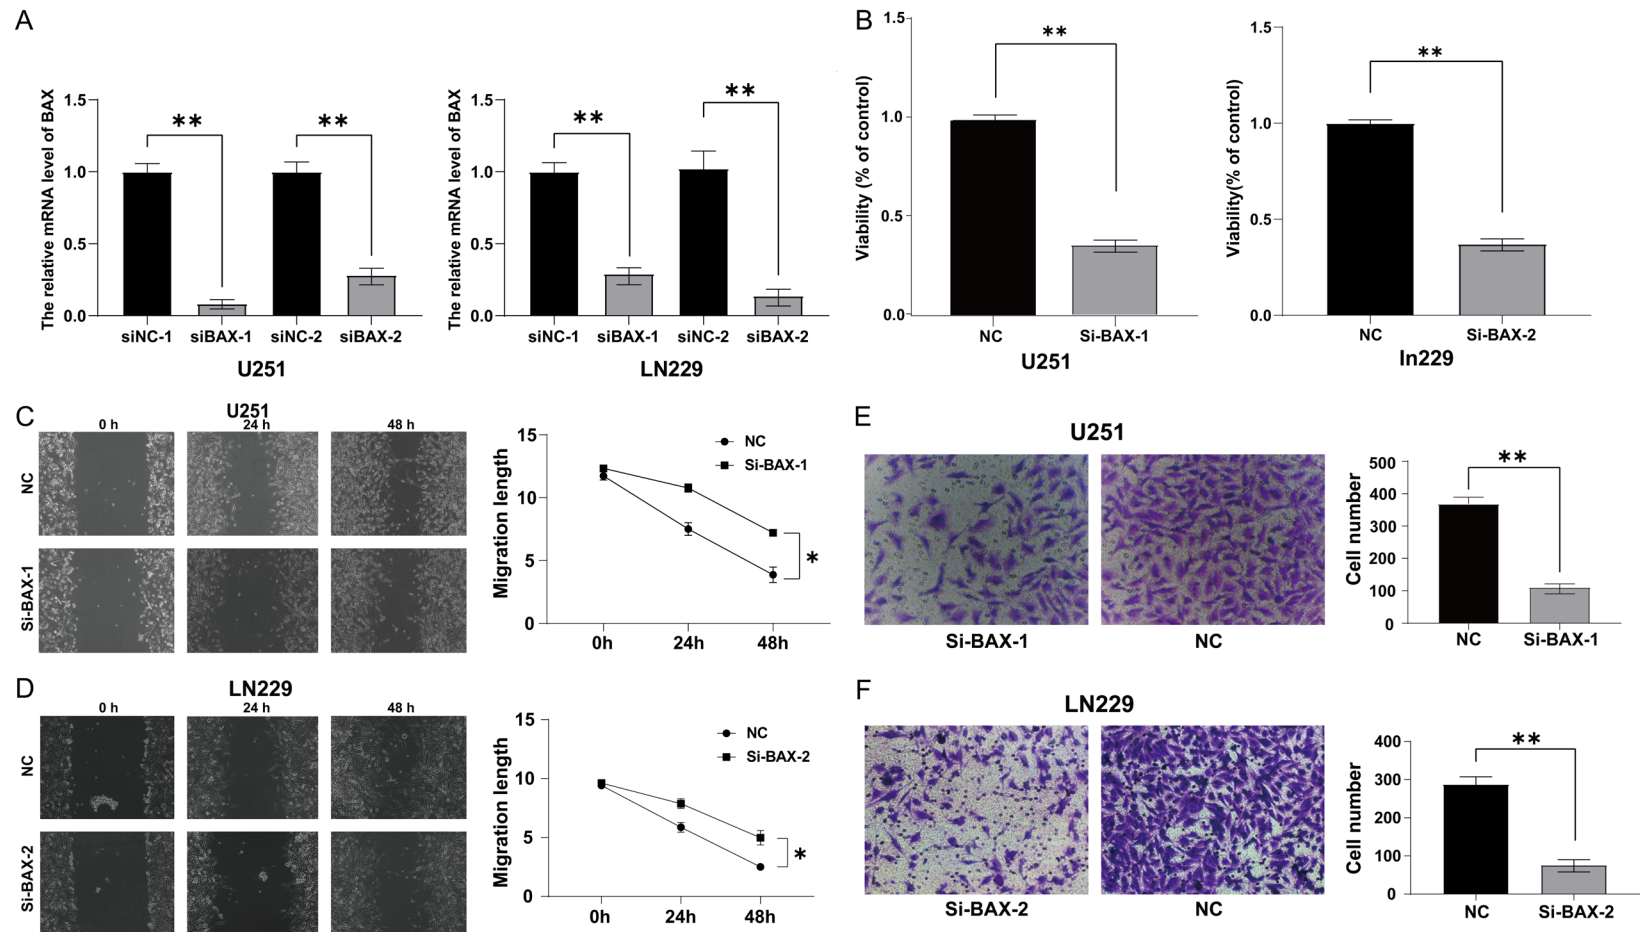 A
The relative mRNA level of BAX
1.5
1.0
0.5
0.0
**
**
siNC-1 siBAX-1 siNC-2 siBAX-2
U251
The relative mRNA level of BAX
1.5
1.0
0.5
0.0
**
**
siNC-1 siBAX-1 siNC-2 siBAX-2
LN229
B
Viability (% of control)
1.5
1.0
0.5
0.0
**
NC Si-BAX-1
U251
Viability(% of control)
1.5
1.0
0.5
0.0
**
NC Si-BAX-2
In229
C
U251
0 h 24 h 48 h
NC
Si-BAX-1
Migration length
15
10
5
0
NC
Si-BAX-1
*
0h 24h 48h
D
LN229
0 h 24 h 48 h
NC
Si-BAX-2
Migration length
15
10
5
0
NC
Si-BAX-2
*
0h 24h 48h
E
U251
Si-BAX-1 NC
Cell number
500
400
300
200
100
0
**
NC Si-BAX-1
F
LN229
Si-BAX-2 NC
Cell number
400
300
200
100
0
**
NC Si-BAX-2